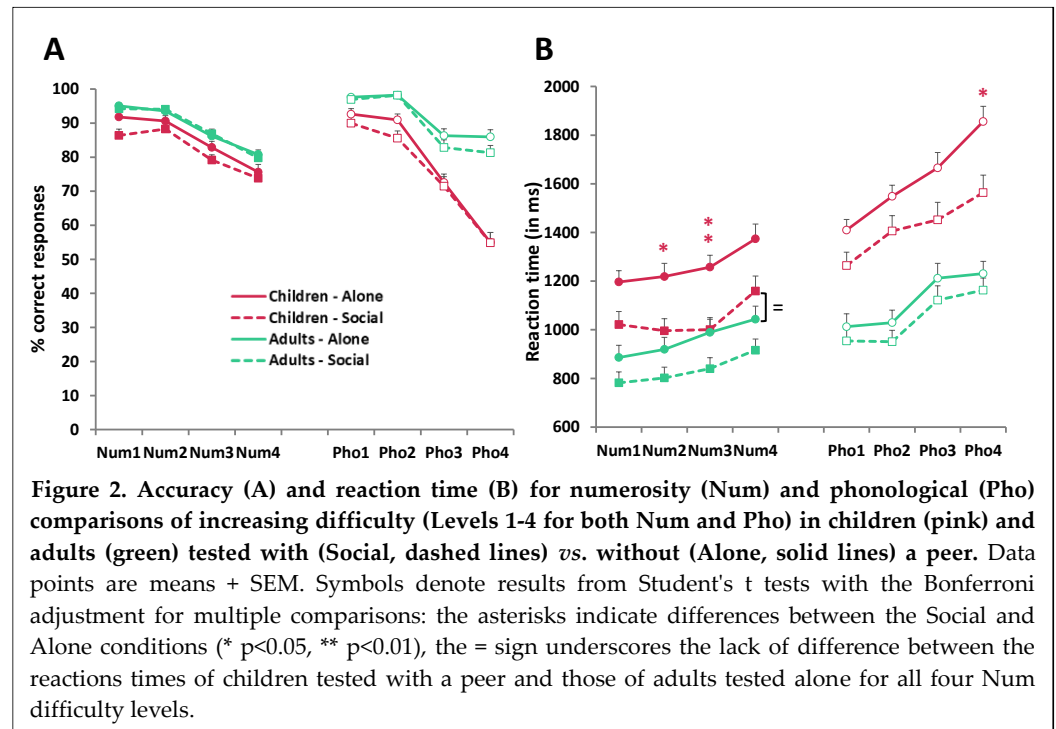 A
% correct responses
100
90
80
70
60
50
40
30
20
10
0
Children - Alone
Children - Social
Adults - Alone
Adults - Social
Num1 Num2 Num3 Num4 Pho1 Pho2 Pho3 Pho4
B
Reaction time (in ms)
2000
1800
1600
1400
1200
1000
800
600
*
*
*
*
=
Num1 Num2 Num3 Num4 Pho1 Pho2 Pho3 Pho4
Figure 2. Accuracy (A) and reaction time (B) for numerosity (Num) and phonological (Pho)
comparisons of increasing difficulty (Levels 1-4 for both Num and Pho) in children (pink) and
adults (green) tested with (Social, dashed lines) vs. without (Alone, solid lines) a peer. Data
points are means + SEM. Symbols denote results from Student's t tests with the Bonferroni
adjustment for multiple comparisons: the asterisks indicate differences between the Social and
Alone conditions (* p<0.05, ** p<0.01), the = sign underscores the lack of difference between the
reactions times of children tested with a peer and those of adults tested alone for all four Num
difficulty levels.